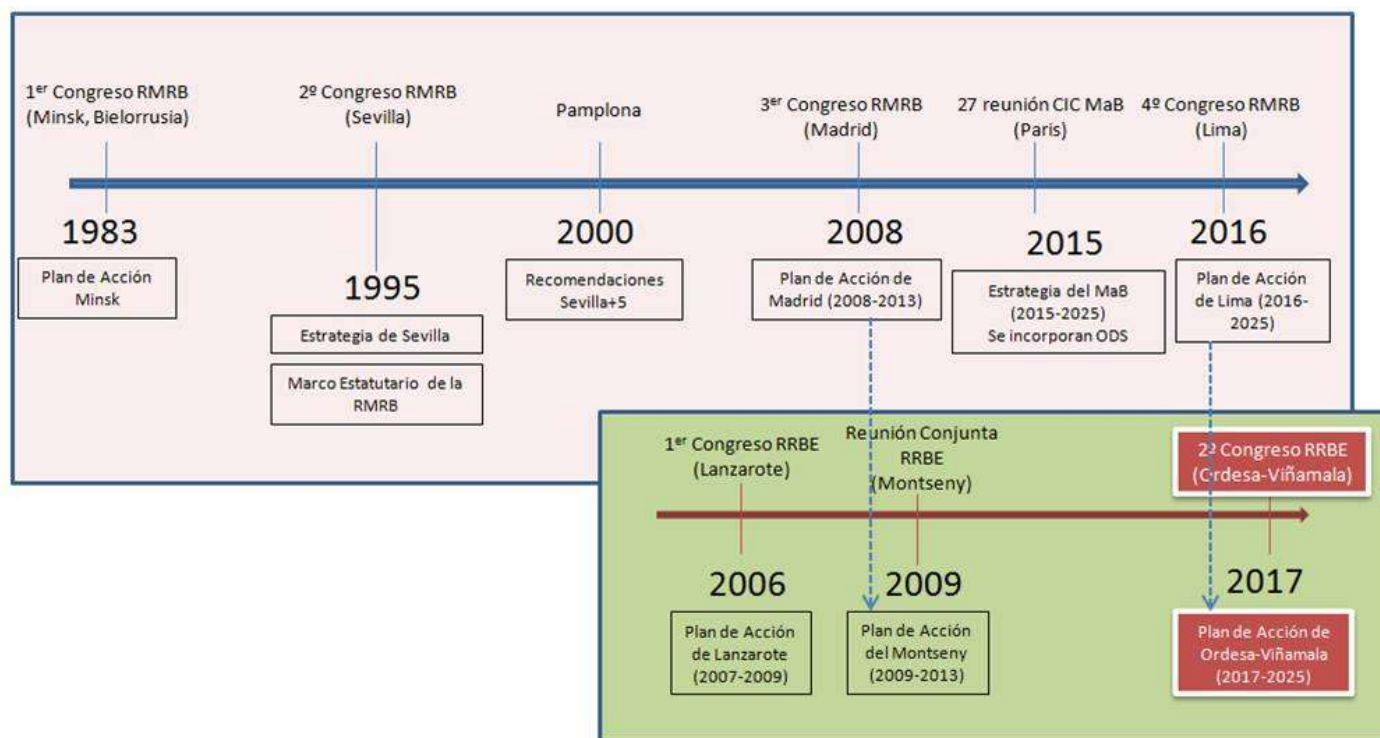 1er Congreso RMRB
(Minsk, Bielorrusia)
2º Congreso RMRB
(Sevilla)
Pamplona
3er Congreso RMRB
(Madrid)
27 reunión CIC MaB
(Paris)
4º Congreso RMRB
(Lima)
1983
Plan de Acción
Minsk
1995
Estrategia de Sevilla
Marco Estatutario de la
RMRB
2000
Recomendaciones
Sevilla+5
2008
Plan de Acción de
Madrid (2008-2013)
2015
Estrategia del MaB
(2015-2025)
Se incorporan ODS
2016
Plan de Acción
de Lima (2016-
2025)
1er Congreso RRBE
(Lanzarote)
Reunión Conjunta
RRBE
(Montseny)
2º Congreso RRBE
(Ordesa-Viñamala)
2006
Plan de Acción
de Lanzarote
(2007-2009)
2009
Plan de Acción
del Montseny
(2009-2013)
2017
Plan de Acción de
Ordesa-Viñamala
(2017-2025)